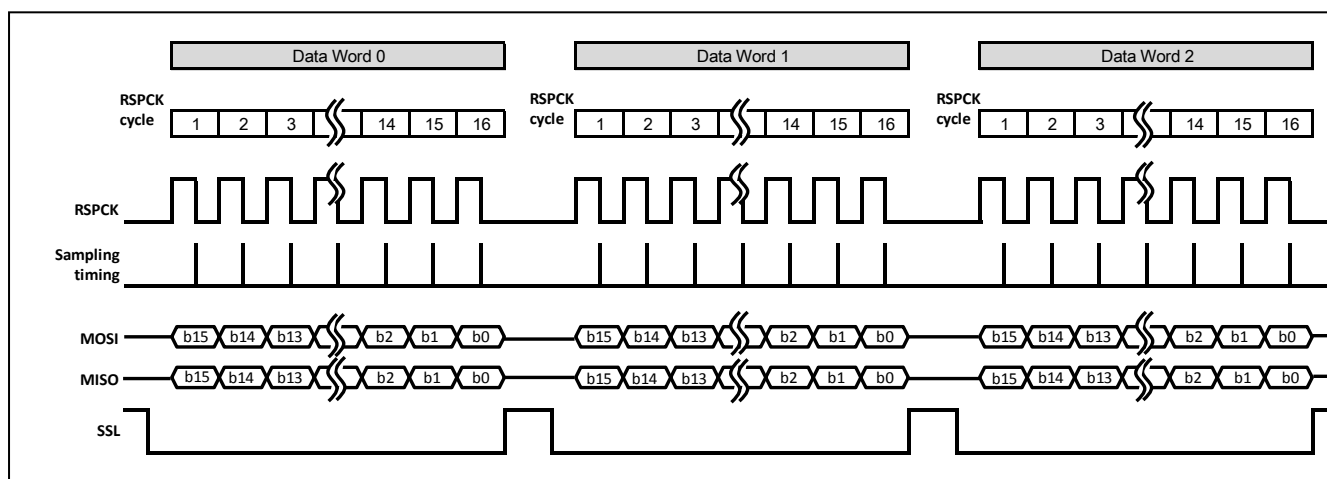 Data Word 0 Data Word 1 Data Word 2
RSPCK cycle 1 2 3 14 15 16 RSPCK cycle 1 2 3 14 15 16 RSPCK cycle 1 2 3 14 15 16
RSPCK
Sampling
timing
MOSI b15 b14 b13 b2 b1 b0 b15 b14 b13 b2 b1 b0 b15 b14 b13 b2 b1 b0
MISO b15 b14 b13 b2 b1 b0 b15 b14 b13 b2 b1 b0 b15 b14 b13 b2 b1 b0
SSL